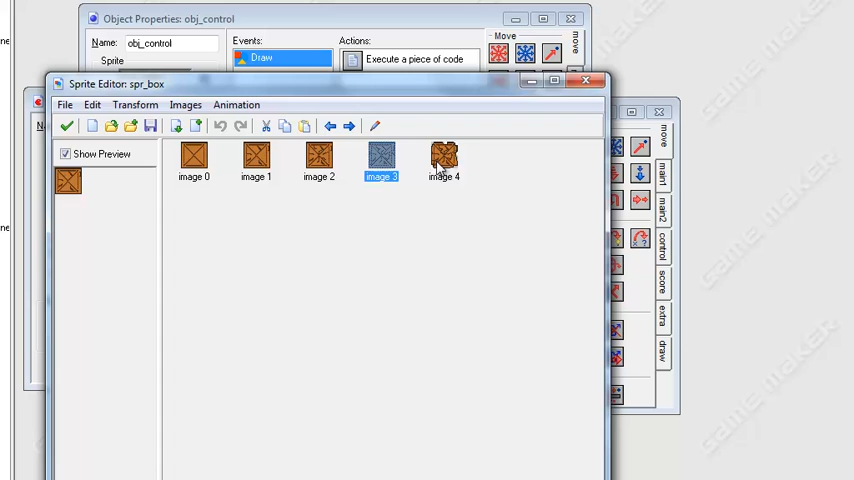 Object Properties: obj_control
Name: obj_control
Events:
Actions:
Move
Sprite
Draw
Execute a piece of code
move
Sprite Editor: spr_box
File Edit Transform Images Animation
Show Preview
image 0 image 1 image 2 image 3 image 4
move
main1
main2
control
score
extra
draw